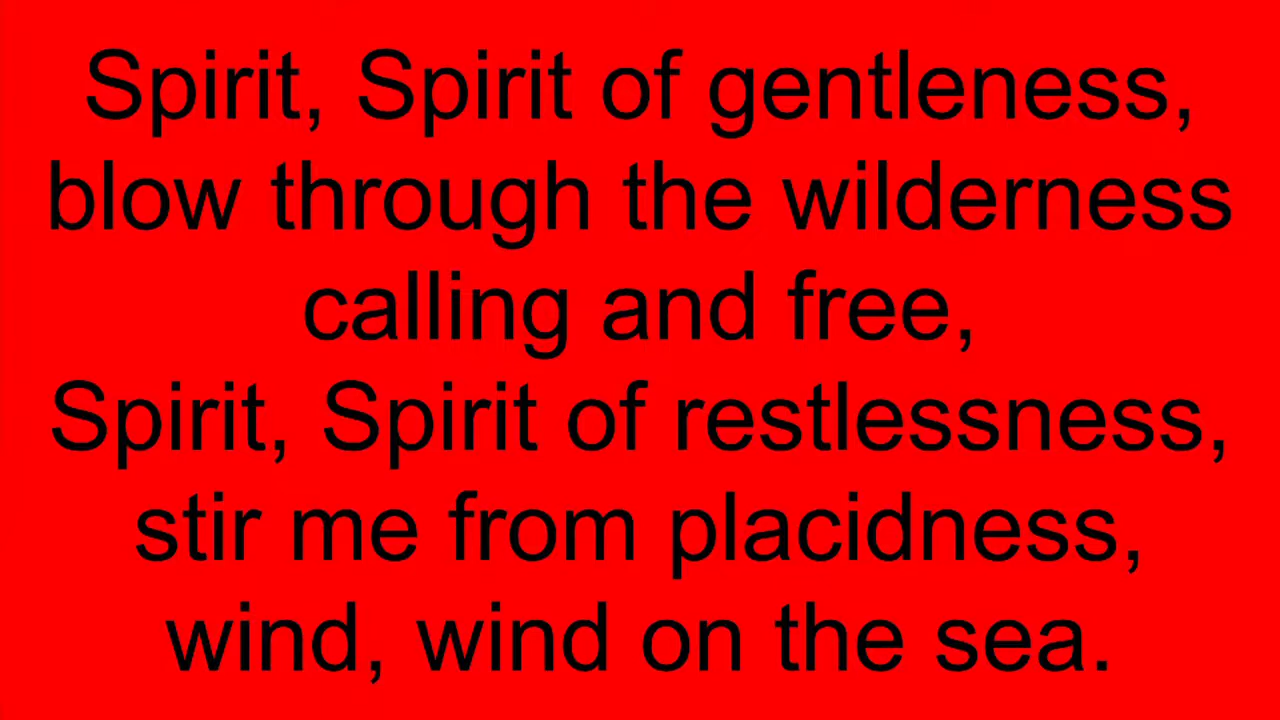 Spirit, Spirit of gentleness,
blow through the wilderness
calling and free,
Spirit, Spirit of restlessness,
stir me from placidness,
wind, wind on the sea.